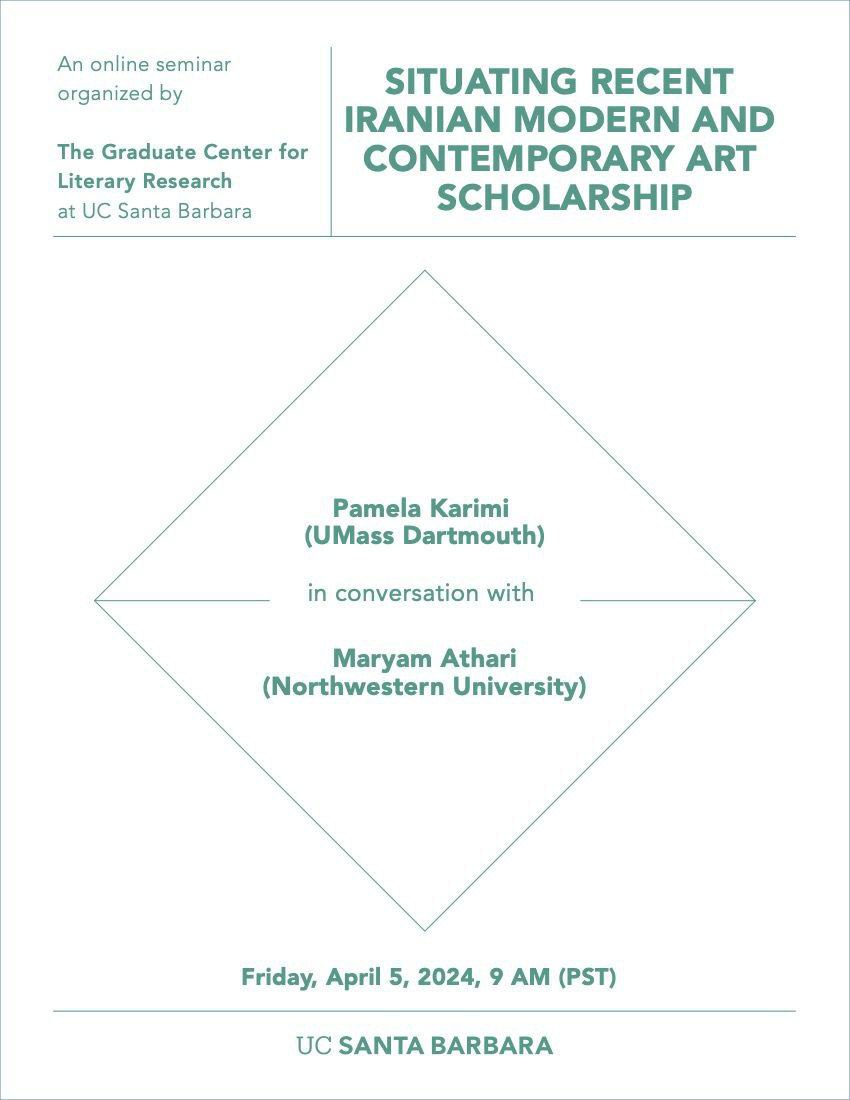 An online seminar
organized by
The Graduate Center for
Literary Research
at UC Santa Barbara
SITUATING RECENT
IRANIAN MODERN AND
CONTEMPORARY ART
SCHOLARSHIP
Pamela Karimi
(UMass Dartmouth)
in conversation with
Maryam Athari
(Northwestern University)
Friday, April 5, 2024, 9 AM (PST)
UC SANTA BARBARA